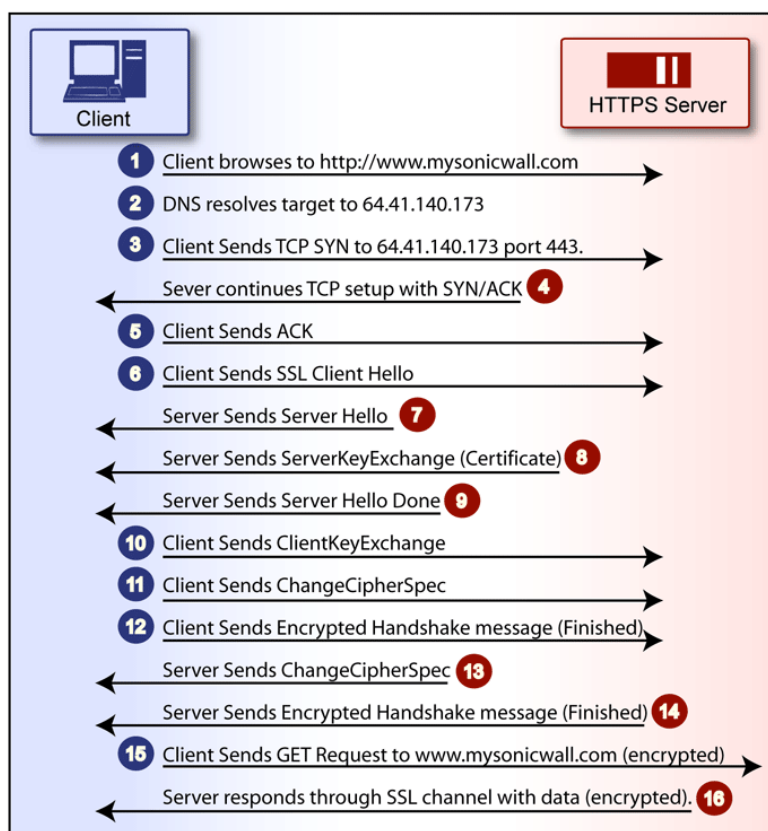 Client
HTTPS Server
1 Client browses to http://www.mysonicwall.com
2 DNS resolves target to 64.41.140.173
3 Client Sends TCP SYN to 64.41.140.173 port 443.
Sever continues TCP setup with SYN/ACK 4
5 Client Sends ACK
6 Client Sends SSL Client Hello
Server Sends Server Hello 7
Server Sends ServerKeyExchange (Certificate) 8
Server Sends Server Hello Done 9
10 Client Sends ClientKeyExchange
11 Client Sends ChangeCipherSpec
12 Client Sends Encrypted Handshake message (Finished)
Server Sends ChangeCipherSpec 13
Server Sends Encrypted Handshake message (Finished) 14
15 Client Sends GET Request to www.mysonicwall.com (encrypted)
Server responds through SSL channel with data (encrypted). 16